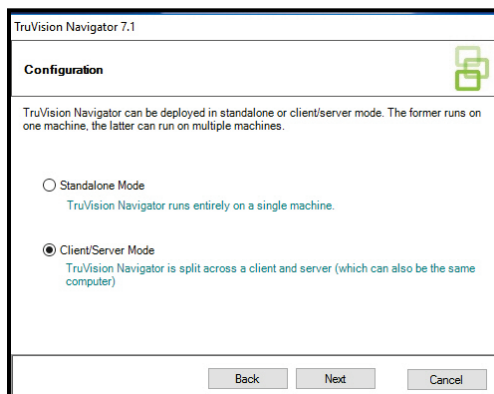 TruVision Navigator 7.1
Configuration
TruVision Navigator can be deployed in standalone or client/server mode. The former runs on
one machine, the latter can run on multiple machines.
Standalone Mode
TruVision Navigator runs entirely on a single machine.
Client/Server Mode
TruVision Navigator is split across a client and server (which can also be the same
computer)
Back Next Cancel